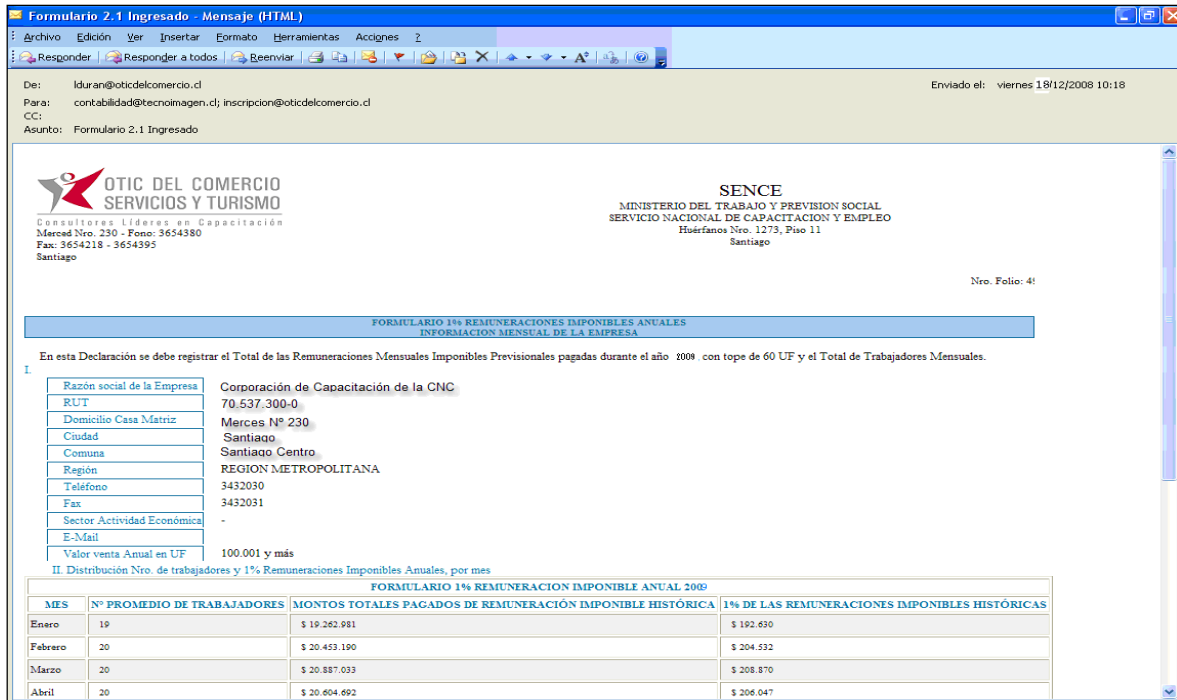 Formulario 2.1 Ingresado - Mensaje (HTML)
Archivo Edición Ver Insertar Formato Herramientas Acciones ?
Responder Responder a todos Reenviar
De: lduran@oticdelcomercio.cl Enviado el: viernes 18/12/2008 10:18
Para: contabilidad@tecnoimagen.cl; inscripcion@oticdelcomercio.cl
CC:
Asunto: Formulario 2.1 Ingresado
OTIC DEL COMERCIO
SERVICIOS Y TURISMO
Consultores Líderes en Capacitación
Merced Nro. 230 - Fono: 3654380
Fax: 3654218 - 3654395
Santiago
SENCE
MINISTERIO DEL TRABAJO Y PREVISION SOCIAL
SERVICIO NACIONAL DE CAPACITACION Y EMPLEO
Huérfanos Nro. 1273, Piso 11
Santiago
Nro. Folio:
FORMULARIO 1% REMUNERACIONES IMPONIBLES ANUALES
INFORMACION MENSUAL DE LA EMPRESA
En esta Declaración se debe registrar el Total de las Remuneraciones Mensuales Imponibles Previsionales pagadas durante el año 2009 con tope de 60 UF y el Total de Trabajadores Mensuales.
I.
Razón social de la Empresa Corporación de Capacitación de la CNC
RUT 70.537.300-0
Domicilio Casa Matriz Merces Nº 230
Ciudad Santiago
Comuna Santiago Centro
Región REGION METROPOLITANA
Teléfono 3432030
Fax 3432031
Sector Actividad Económica -
E-Mail
Valor venta Anual en UF 100.001 y más
II. Distribución Nro. de trabajadores y 1% Remuneraciones Imponibles Anuales, por mes
FORMULARIO 1% REMUNERACION IMPONIBLE ANUAL 2009
MES Nº PROMEDIO DE TRABAJADORES MONTOS TOTALES PAGADOS DE REMUNERACIÓN IMPONIBLE HISTÓRICA 1% DE LAS REMUNERACIONES IMPONIBLES HISTÓRICAS
Enero 19 $ 19.262.981 $ 192.630
Febrero 20 $ 20.453.190 $ 204.532
Marzo 20 $ 20.887.033 $ 208.870
Abril 20 $ 20.604.692 $ 206.047